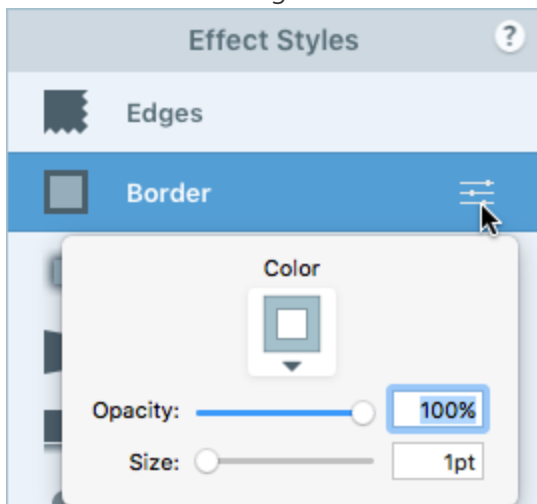 Effect Styles ?
Edges
Border
Color
Opacity: 100%
Size: 1pt